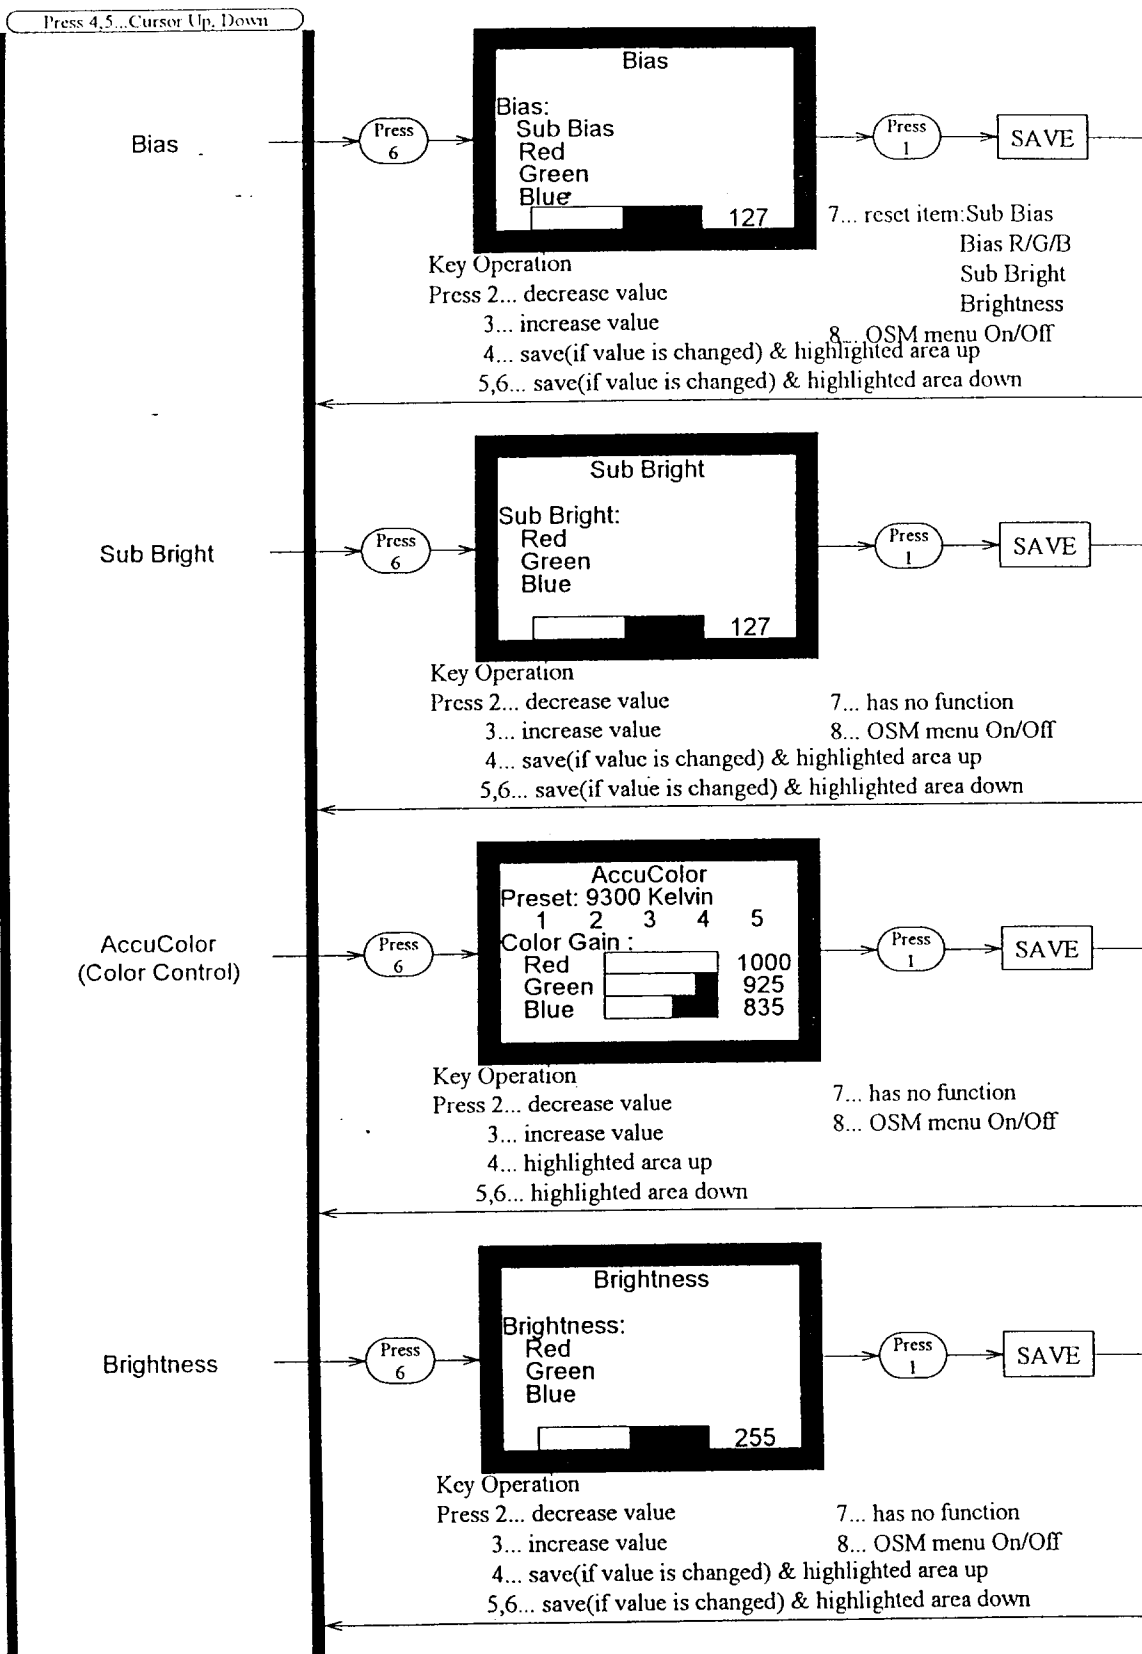 Press 4,5...Cursor Up, Down
Bias
Press
6
Bias
Bias:
Sub Bias
Red
Green
Blue
127
Press
1
SAVE
7... reset item:Sub Bias
Bias R/G/B
Sub Bright
Brightness
8... OSM menu On/Off
Key Operation
Press 2... decrease value
3... increase value
4... save(if value is changed) & highlighted area up
5,6... save(if value is changed) & highlighted area down
Sub Bright
Press
6
Sub Bright
Sub Bright:
Red
Green
Blue
127
Press
1
SAVE
Key Operation
Press 2... decrease value
3... increase value
4... save(if value is changed) & highlighted area up
5,6... save(if value is changed) & highlighted area down
7... has no function
8... OSM menu On/Off
AccuColor
(Color Control)
Press
6
AccuColor
Preset: 9300 Kelvin
1 2 3 4 5
Color Gain :
Red 1000
Green 925
Blue 835
Press
1
SAVE
Key Operation
Press 2... decrease value
3... increase value
4... highlighted area up
5,6... highlighted area down
7... has no function
8... OSM menu On/Off
Brightness
Press
6
Brightness
Brightness:
Red
Green
Blue
255
Press
1
SAVE
Key Operation
Press 2... decrease value
3... increase value
4... save(if value is changed) & highlighted area up
5,6... save(if value is changed) & highlighted area down
7... has no function
8... OSM menu On/Off